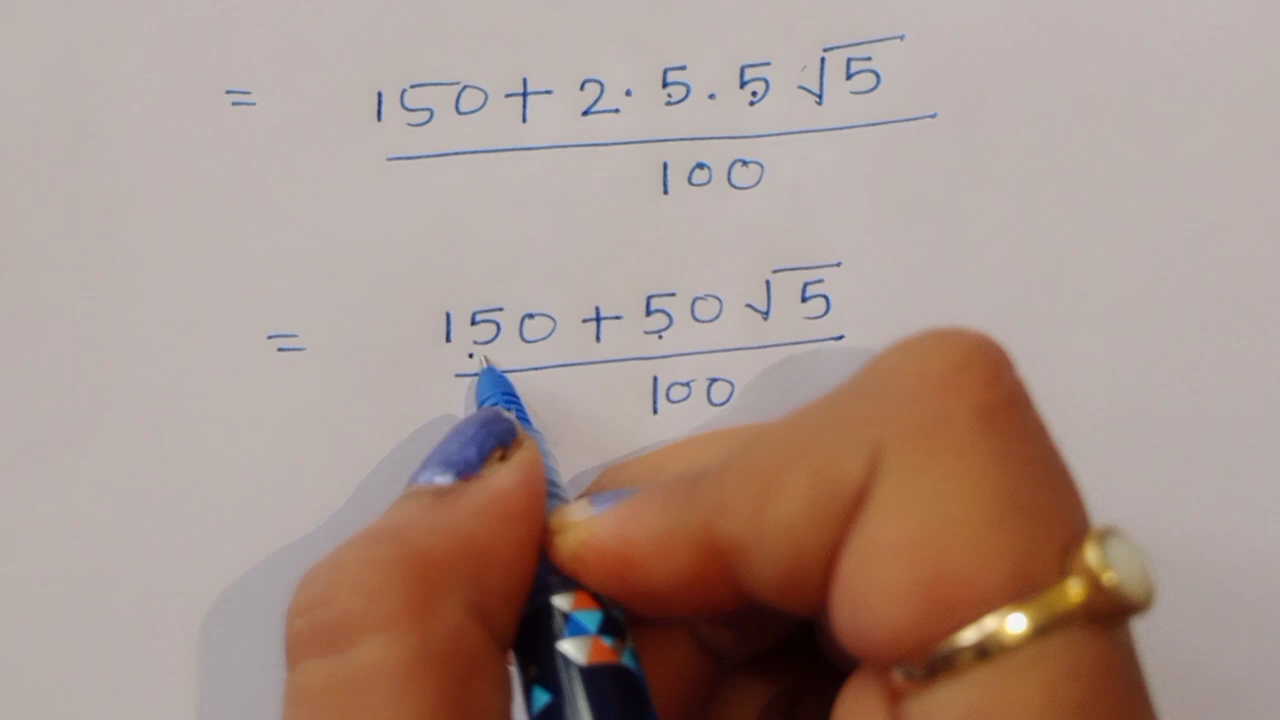 = 150 + 2 . 5 . 5 √5
100
= 150 + 50 √5
100